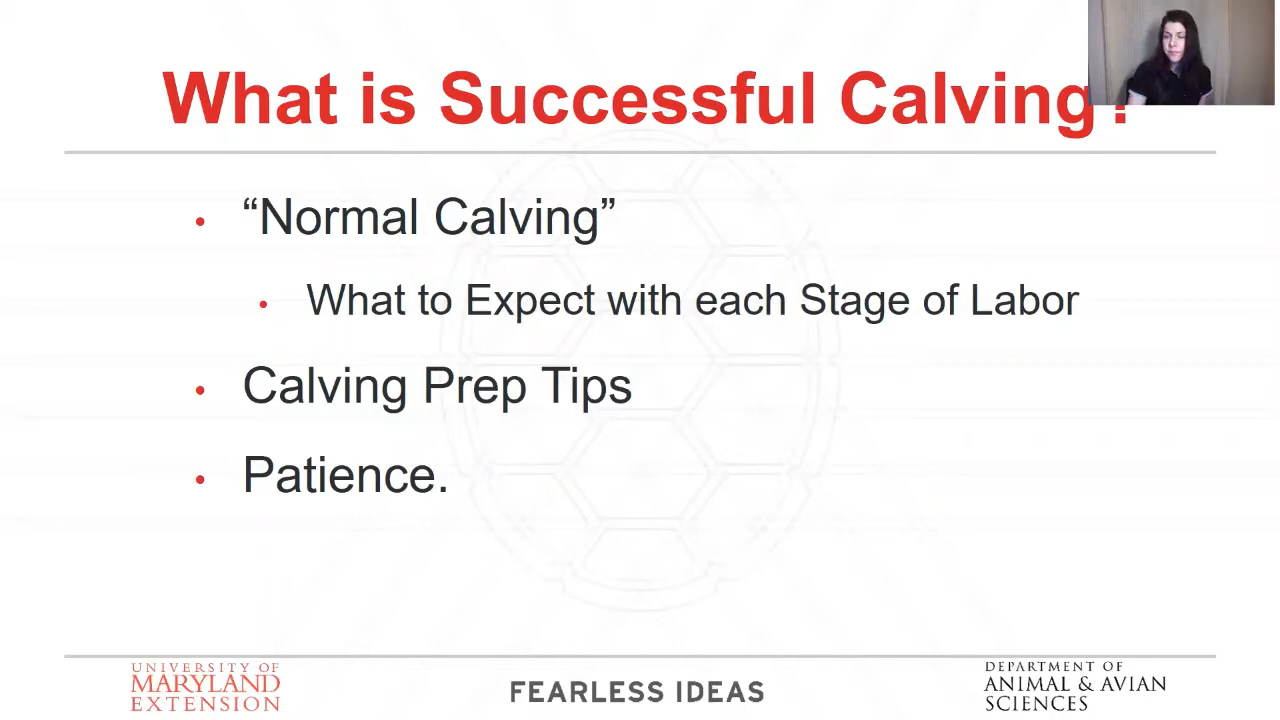 What is Successful Calving?
• “Normal Calving”
• What to Expect with each Stage of Labor
• Calving Prep Tips
• Patience.
UNIVERSITY OF
MARYLAND
EXTENSION
FEARLESS IDEAS
DEPARTMENT OF
ANIMAL & AVIAN
SCIENCES